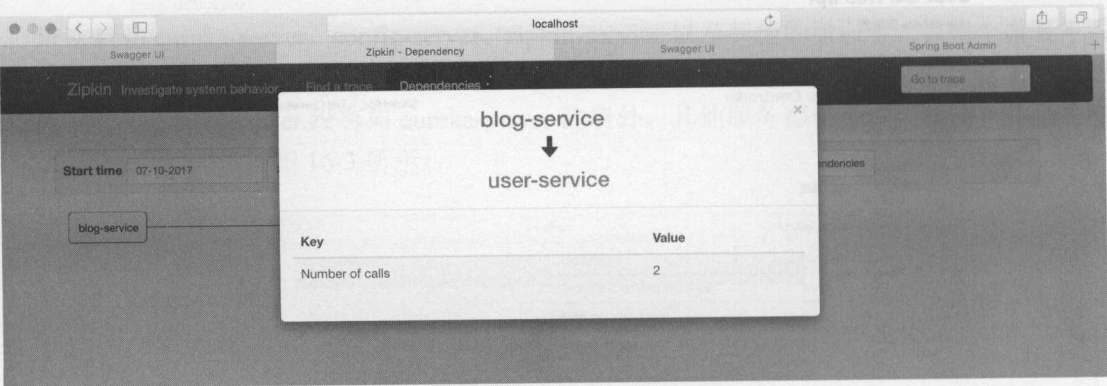 localhost
Swagger UI
Zipkin - Dependency
Swagger UI
Spring Boot Admin
+
Zipkin Investigate system behavior Find a trace Dependencies
Go to trace
blog-service
×
user-service
Start time 07-10-2017
endencies
blog-service
Key Value
Number of calls 2